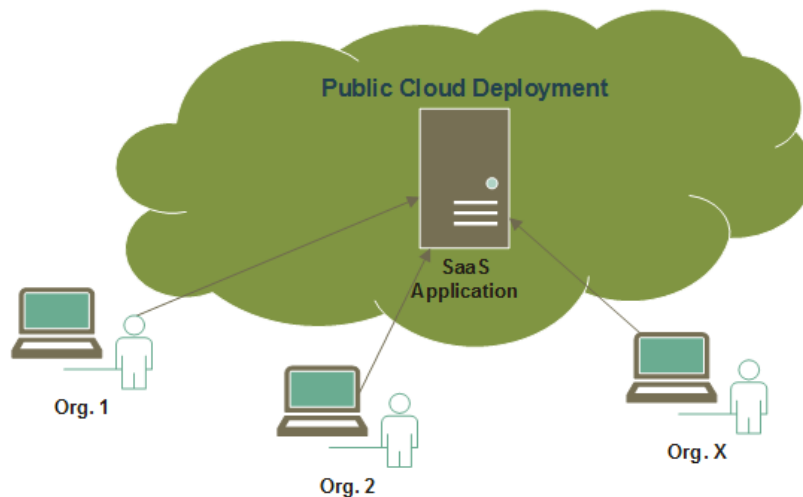 Public Cloud Deployment
SaaS
Application
Org. 1
Org. 2
Org. X